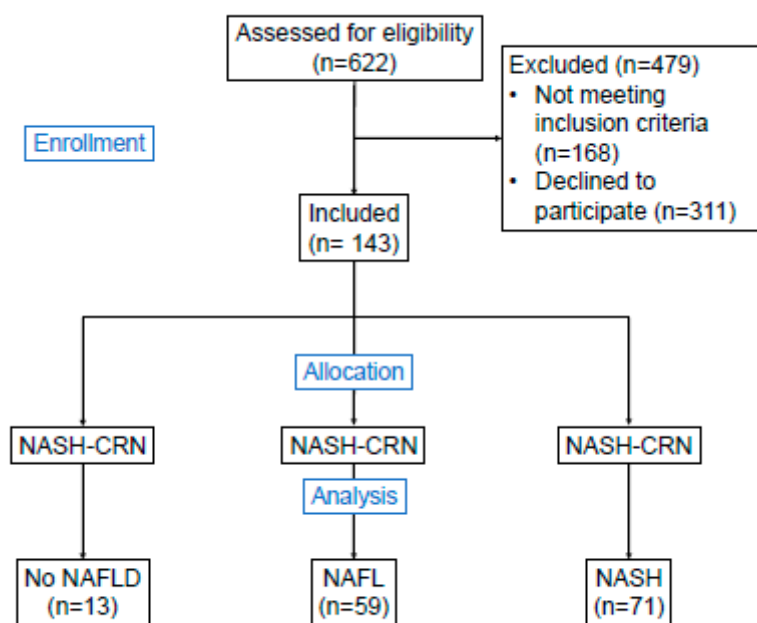 Assessed for eligibility
(n=622)
Excluded (n=479)
• Not meeting
inclusion criteria
(n=168)
• Declined to
participate (n=311)
Enrollment
Included
(n= 143)
Allocation
NASH-CRN
NASH-CRN
NASH-CRN
Analysis
No NAFLD
(n=13)
NAFL
(n=59)
NASH
(n=71)